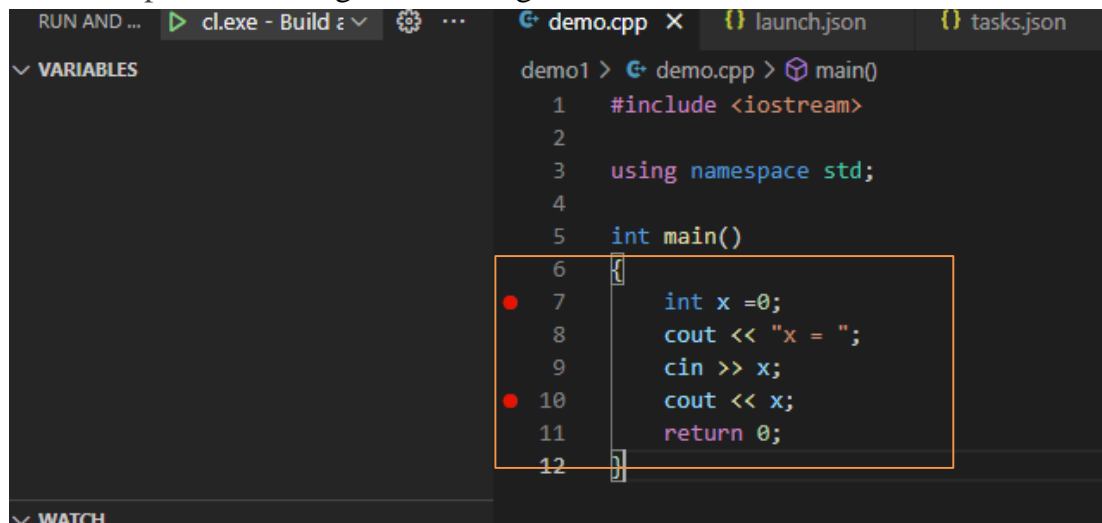 RUN AND ... cl.exe - Build a
demo.cpp launch.json tasks.json
VARIABLES
demo1 > demo.cpp > main()
1 #include <iostream>
2
3 using namespace std;
4
5 int main()
6 {
7 int x =0;
8 cout << "x = ";
9 cin >> x;
10 cout << x;
11 return 0;
12 }
WATCH